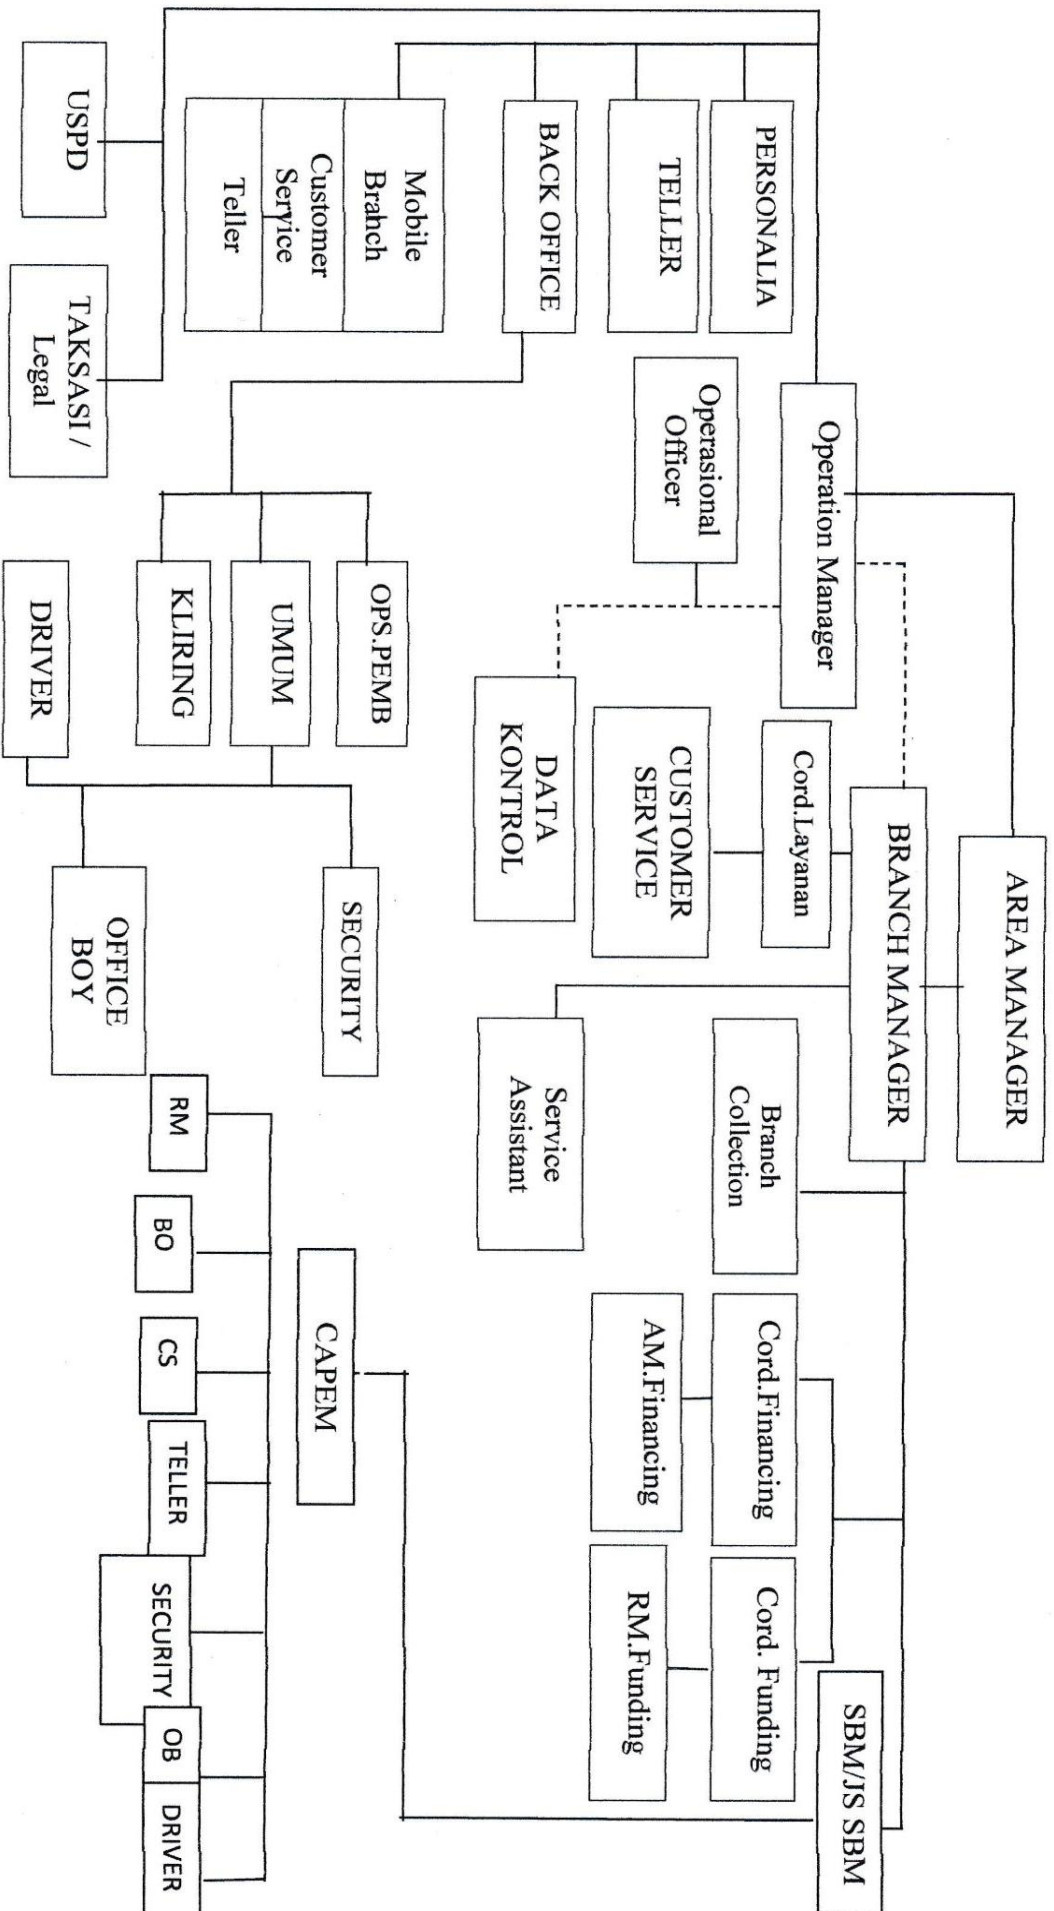 AREA MANAGER
BRANCH MANAGER
Operation Manager
Cord.Layanan
CUSTOMER
SERVICE
Operasional
Officer
DATA
KONTROL
Service
Assistant
Branch
Collection
Cord.Financing
AM.Financing
Cord. Funding
RM.Funding
SBM/JS SBM
PERSONALIA
TELLER
BACK OFFICE
Mobile
Branch
Customer
Service
Teller
USPD
TAKSASI /
Legal
OPS.PEMB
UMUM
KLIRING
DRIVER
SECURITY
OFFICE
BOY
CAPEM
RM
BO
CS
TELLER
SECURITY
OB
DRIVER